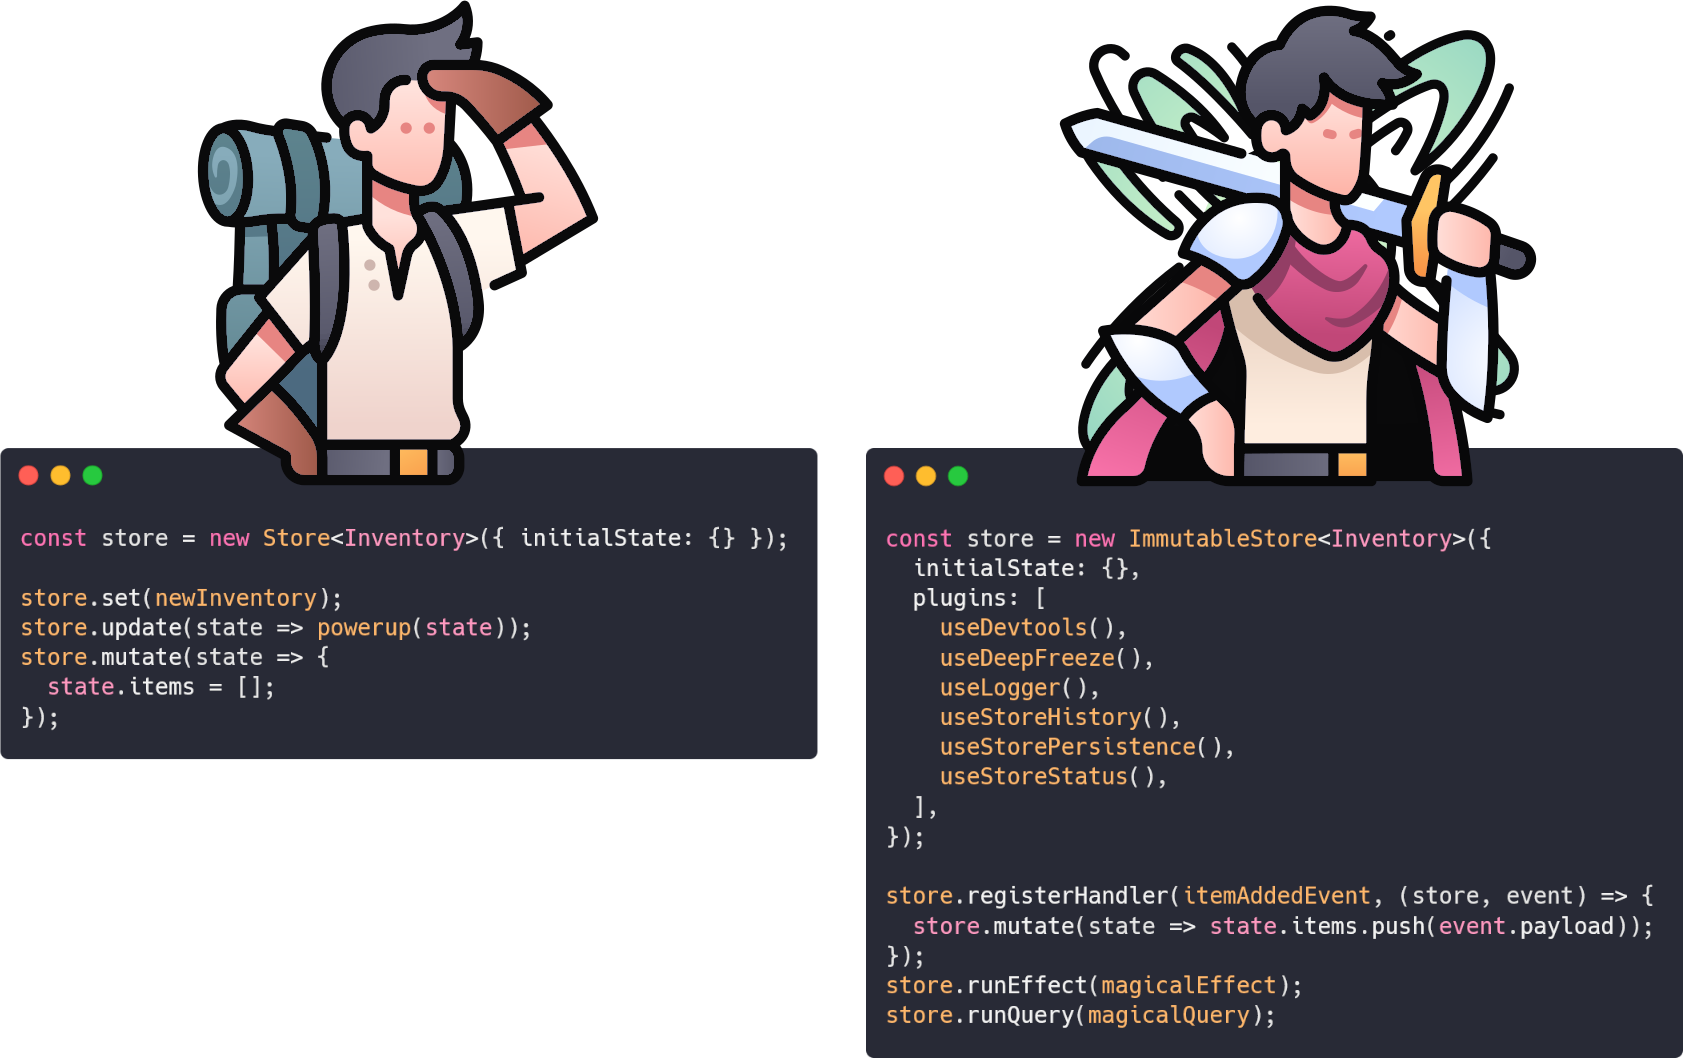 const store = new Store<Inventory>({ initialState: {} });

store.set(newInventory);
store.update(state => powerup(state));
store.mutate(state => {
  state.items = [];
});

const store = new ImmutableStore<Inventory>({
  initialState: {},
  plugins: [
    useDevtools(),
    useDeepFreeze(),
    useLogger(),
    useStoreHistory(),
    useStorePersistence(),
    useStoreStatus(),
  ],
});

store.registerHandler(itemAddedEvent, (store, event) => {
  store.mutate(state => state.items.push(event.payload));
});
store.runEffect(magicalEffect);
store.runQuery(magicalQuery);